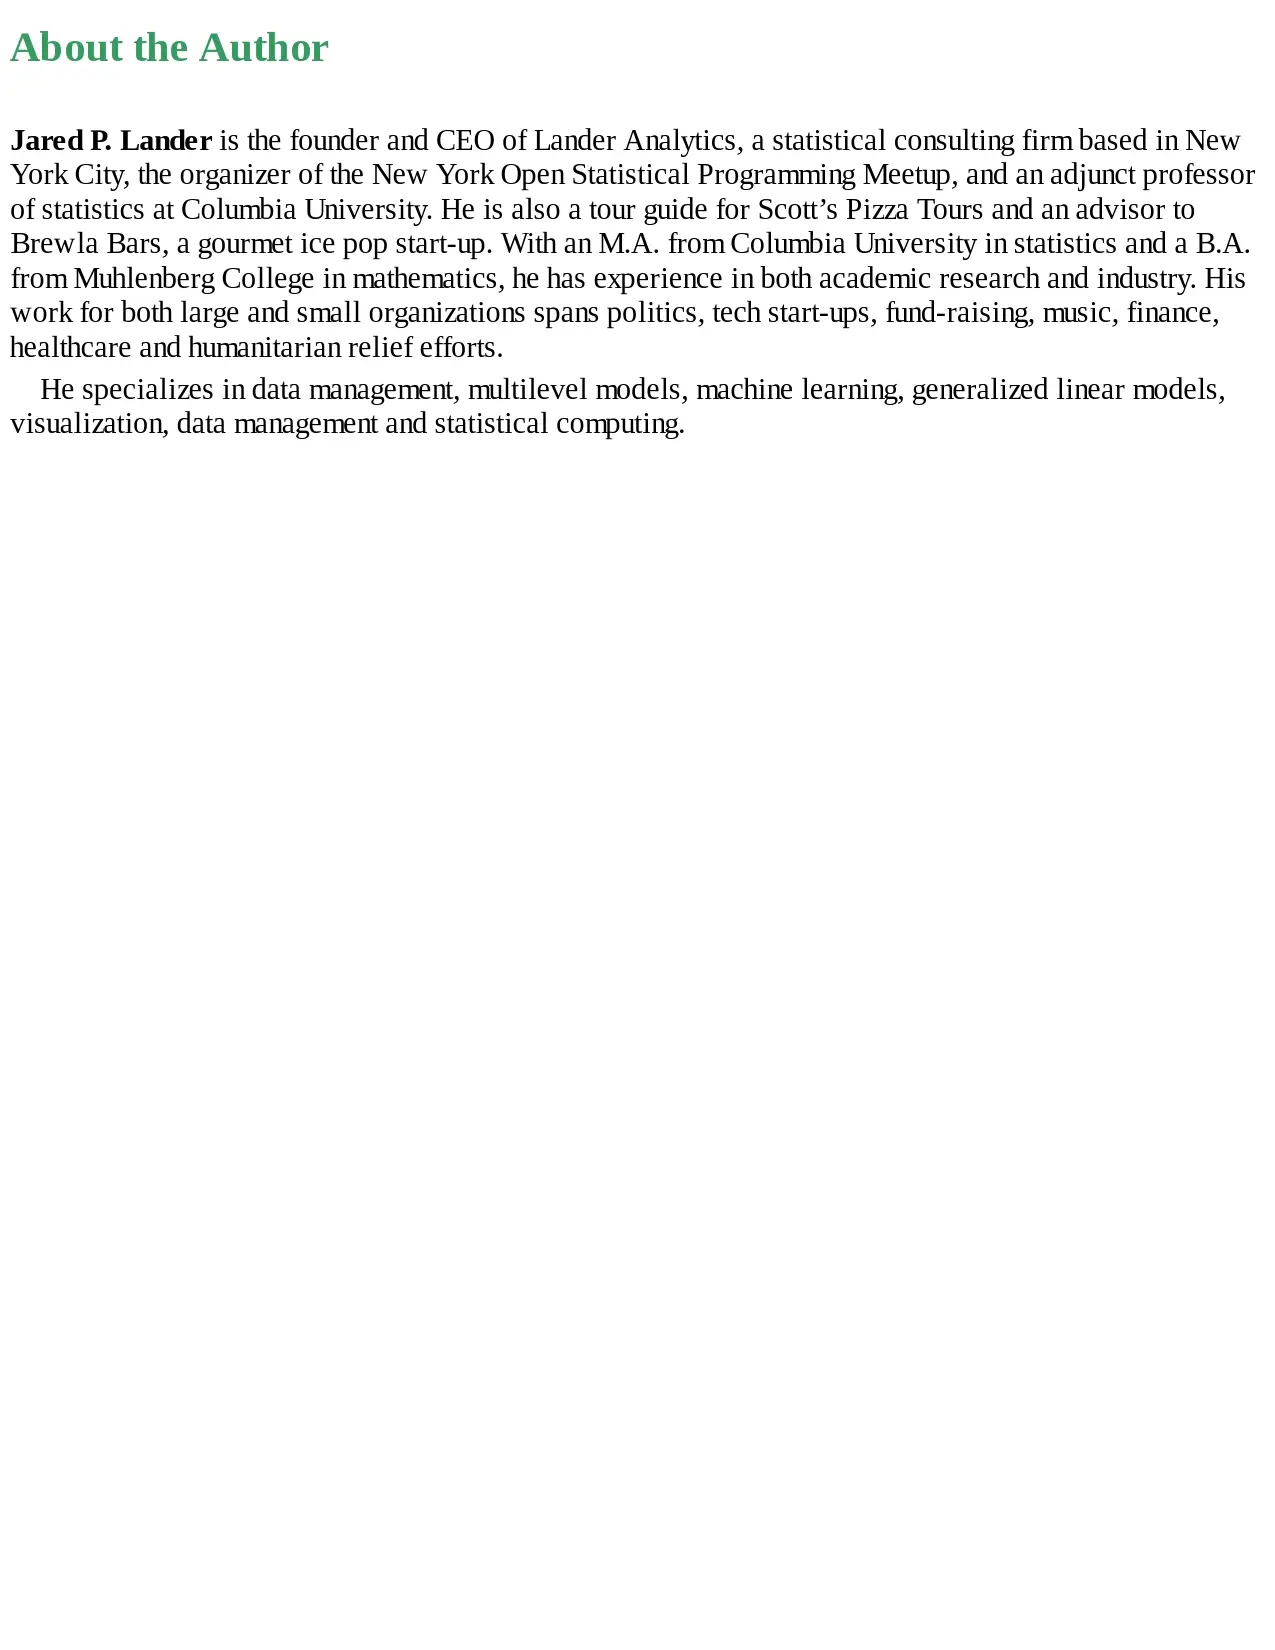 About the Author
Jared P. Lander is the founder and CEO of Lander Analytics, a statistical consulting firm based in New
York City, the organizer of the New York Open Statistical Programming Meetup, and an adjunct professor
of statistics at Columbia University. He is also a tour guide for Scott’s Pizza Tours and an advisor to
Brewla Bars, a gourmet ice pop start-up. With an M.A. from Columbia University in statistics and a B.A.
from Muhlenberg College in mathematics, he has experience in both academic research and industry. His
work for both large and small organizations spans politics, tech start-ups, fund-raising, music, finance,
healthcare and humanitarian relief efforts.
He specializes in data management, multilevel models, machine learning, generalized linear models,
visualization, data management and statistical computing.